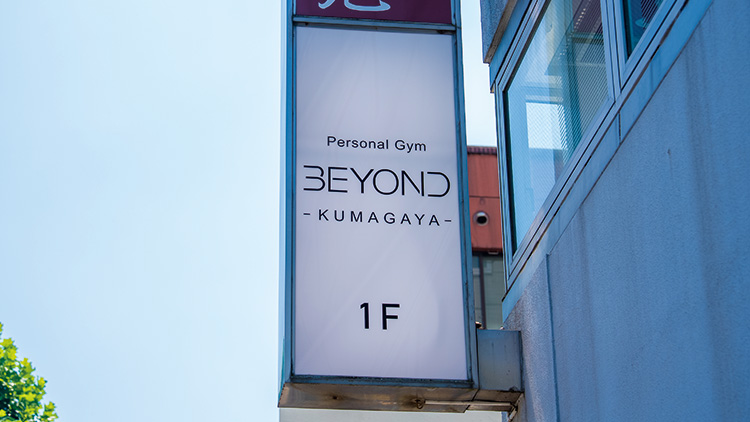 Personal Gym
BEYOND
-KUMAGAYA-
1F